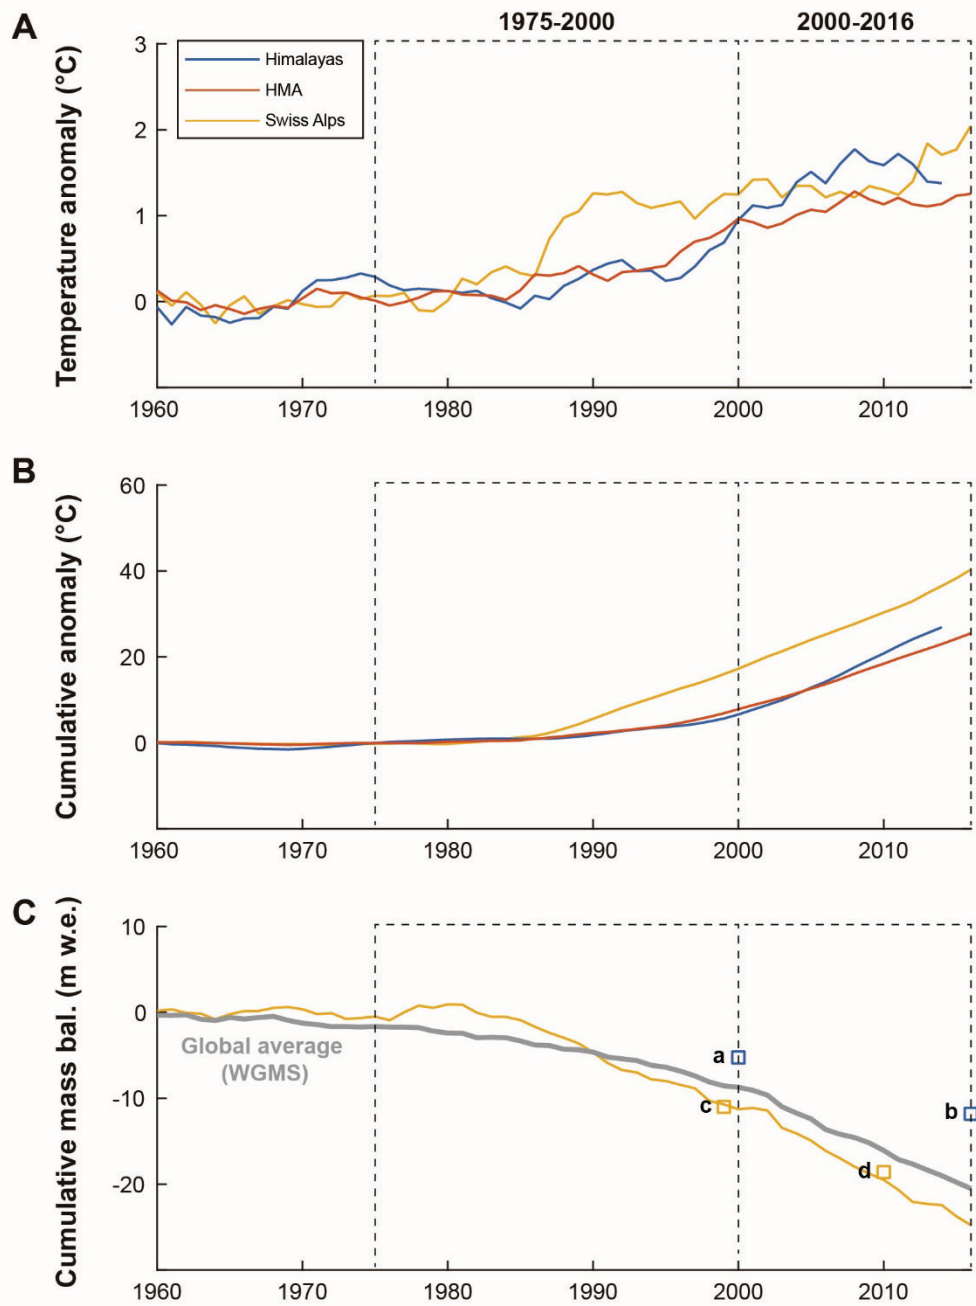 A
1975-2000
2000-2016
Temperature anomaly (°C)
3
2
1
0
Himalayas
HMA
Swiss Alps
1960
1970
1980
1990
2000
2010
B
Cumulative anomaly (°C)
60
40
20
0
1960
1970
1980
1990
2000
2010
C
Cumulative mass bal. (m w.e.)
10
0
-10
-20
Global average
(WGMS)
a
b
c
d
1960
1970
1980
1990
2000
2010